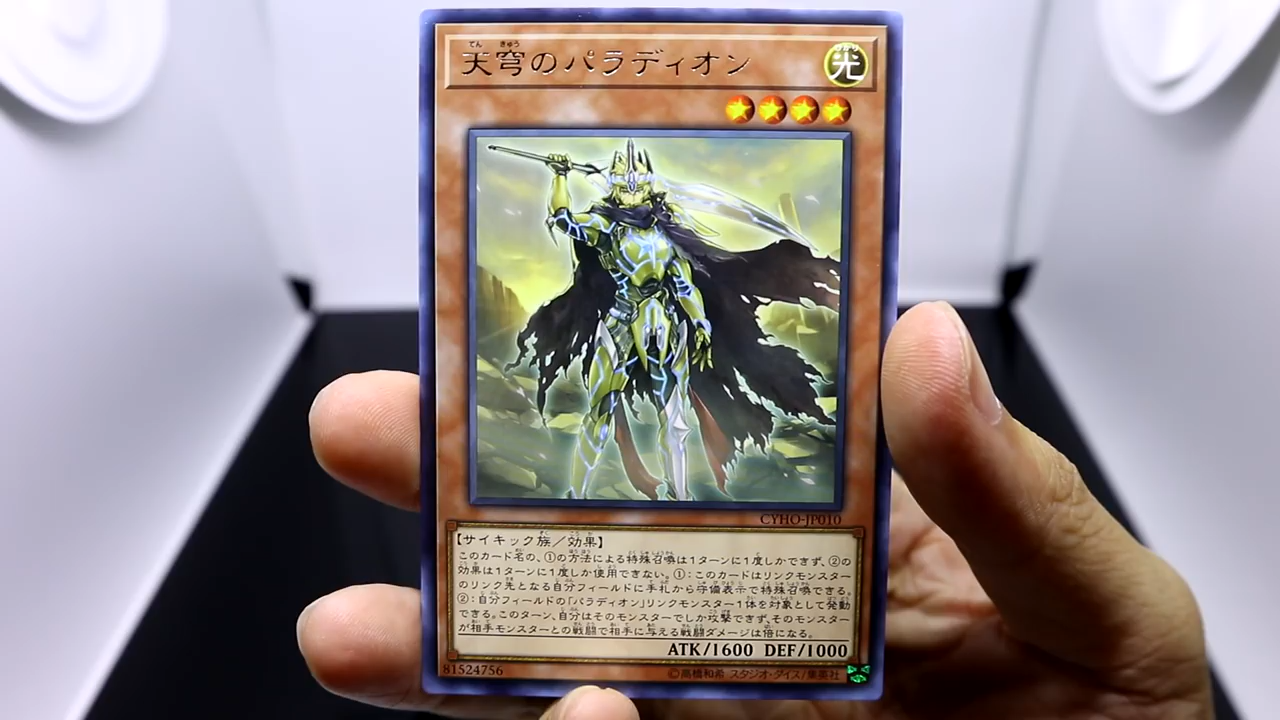 天穹のパラディオン
光
CYHO-JP010
【サイキック族/効果】
このカード名の、①の方法による特殊召喚は1ターンに1度しかできず、②の
効果は1ターンに1度しか使用できない。①:このカードはリンクモンスター
のリンク先となる自分フィールドに手札から守備表示で特殊召喚できる。
②:自分フィールドの「パラディオン」リンクモンスター1体を対象として発動
できる。このターン、自分はそのモンスターでしか攻撃できず、そのモンスター
が相手モンスターとの戦闘で相手に与える戦闘ダメージは倍になる。
ATK/1600 DEF/1000
81524756
©高橋和希 スタジオ・ダイス/集英社